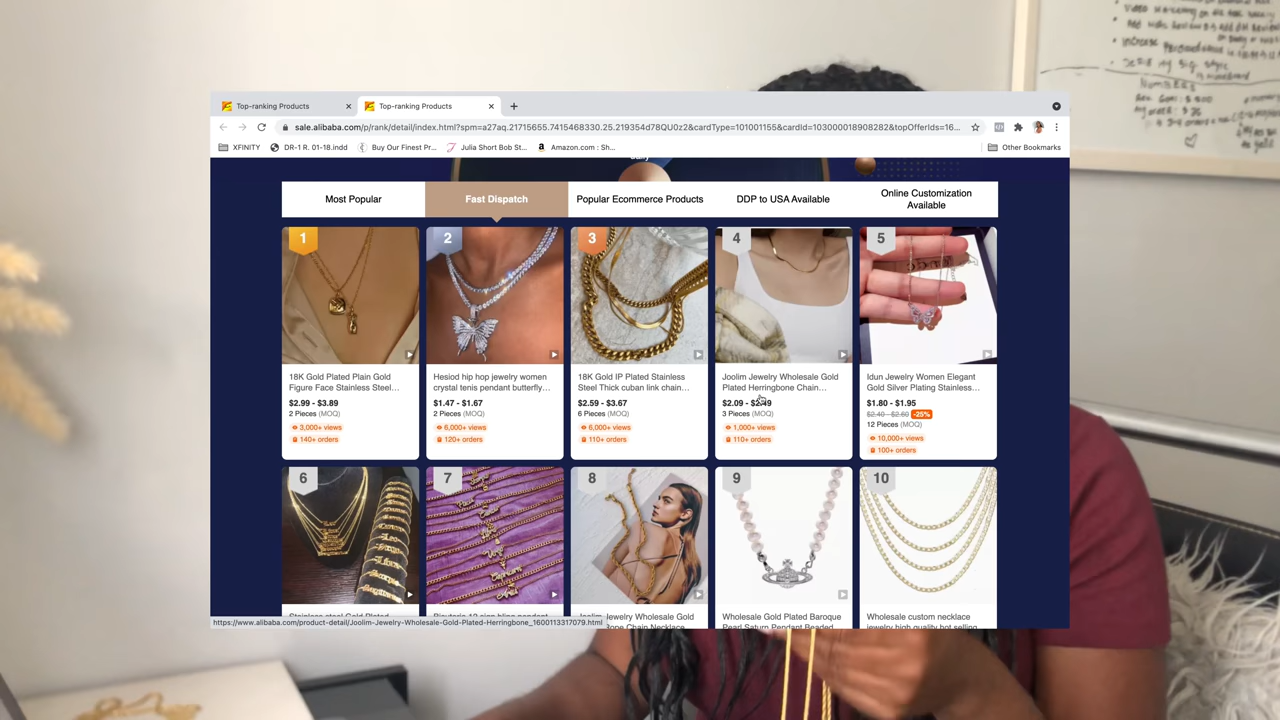 VIDEO
INCREASE
NUMBERS
Top-ranking Products
Top-ranking Products
sale.alibaba.com/p/rank/detail/index.html?spm=a27aq.21715655.7415468330.25.219354d78QU0z2&cardType=101001155&cardId=103000018908282&topOfferIds=16...
XFINITY
DR-1 R. 01-18.indd
Buy Our Finest Pr...
Julia Short Bob St...
Amazon.com : Sh...
Other Bookmarks
Most Popular
Fast Dispatch
Popular Ecommerce Products
DDP to USA Available
Online Customization
Available
1
18K Gold Plated Plain Gold
Figure Face Stainless Steel...
$2.99 - $3.89
2 Pieces (MOQ)
3,000+ views
140+ orders
2
Hesiod hip hop jewelry women
crystal tenis pendant butterfly...
$1.47 - $1.67
2 Pieces (MOQ)
6,000+ views
120+ orders
3
18K Gold IP Plated Stainless
Steel Thick cuban link chain...
$2.59 - $3.67
6 Pieces (MOQ)
6,000+ views
110+ orders
4
Joolim Jewelry Wholesale Gold
Plated Herringbone Chain...
$2.09 - $2.49
3 Pieces (MOQ)
1,000+ views
110+ orders
5
Idun Jewelry Women Elegant
Gold Silver Plating Stainless...
$1.80 - $1.95
$2.40 - $2.60 -25%
12 Pieces (MOQ)
10,000+ views
100+ orders
6
Stainless steel Gold Plated
7
8
Jewelry Wholesale Gold
Chain Necklace
9
Wholesale Gold Plated Baroque
Pearl Saturn Pendant Beaded
10
Wholesale custom necklace
jewelry high quality hot selling
https://www.alibaba.com/product-detail/Joolim-Jewelry-Wholesale-Gold-Plated-Herringbone_1600113317079.html